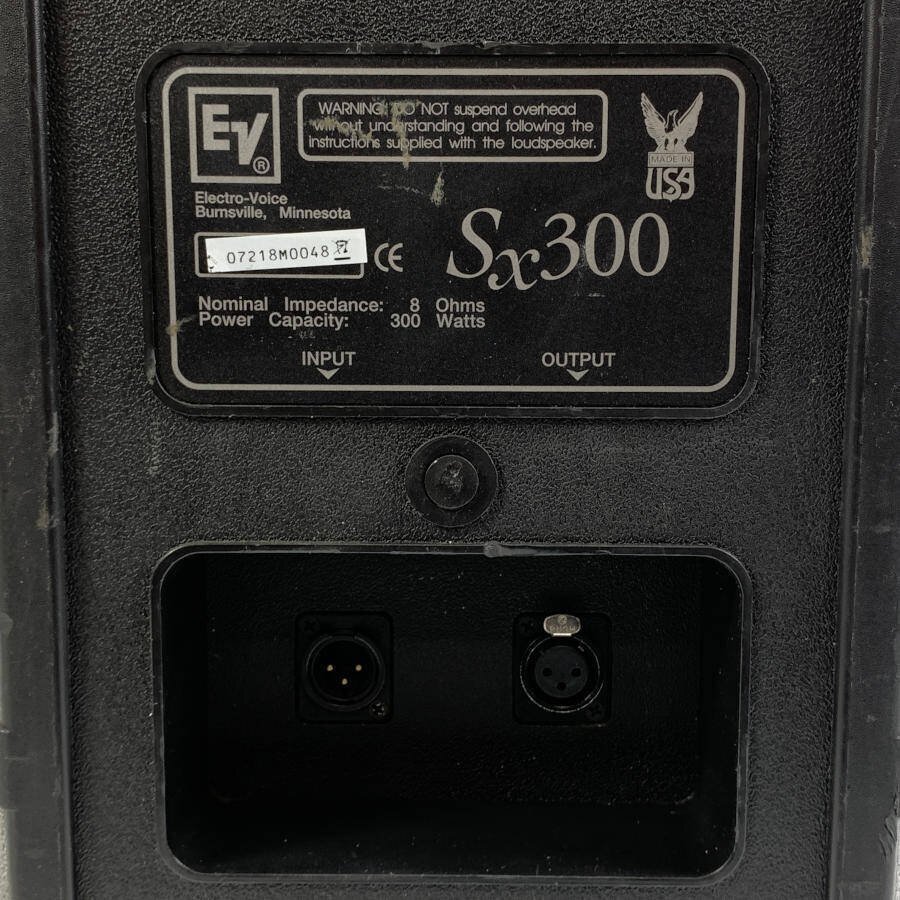 EV®
WARNING: DO NOT suspend overhead
without understanding and following the
instructions supplied with the loudspeaker.
MADE IN
USA
Electro-Voice
Burnsville, Minnesota
07218M0048
CE
Sx300
Nominal Impedance: 8 Ohms
Power Capacity: 300 Watts
INPUT
OUTPUT